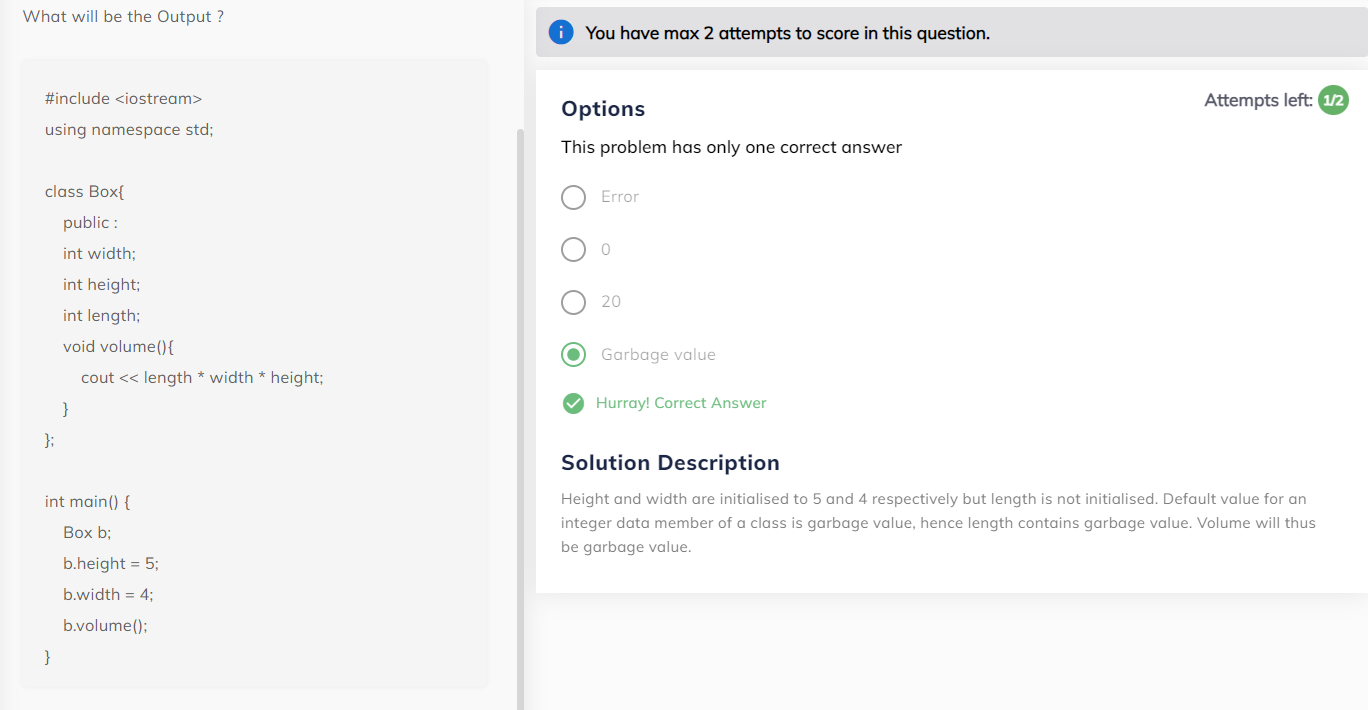 What will be the Output ?
#include <iostream>
using namespace std;
class Box{
public :
int width;
int height;
int length;
void volume(){
cout << length * width * height;
}
};
int main() {
Box b;
b.height = 5;
b.width = 4;
b.volume();
}
You have max 2 attempts to score in this question.
Options
Attempts left: 1/2
This problem has only one correct answer
Error
0
20
Garbage value
Hurray! Correct Answer
Solution Description
Height and width are initialised to 5 and 4 respectively but length is not initialised. Default value for an
integer data member of a class is garbage value, hence length contains garbage value. Volume will thus
be garbage value.